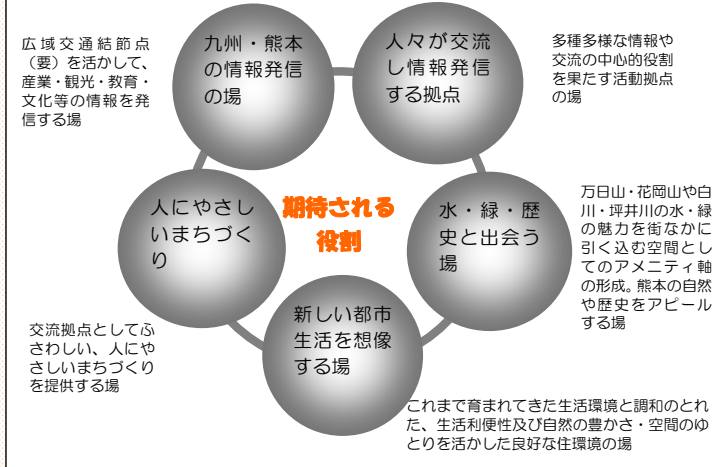 広域交通結節点
（要）を活かして、
産業・観光・教育・
文化等の情報を発
信する場
九州・熊本
の情報発信
の場
人々が交流
し情報発信
する拠点
多種多様な情報や
交流の中心的役割
を果たす活動拠点
の場
人にやさし
いまちづく
り
期待される
役割
水・緑・歴
史と出会う
場
万日山・花岡山や白
川・坪井川の水・緑
の魅力を街なかに
引く込む空間とし
てのアメニティ軸
の形成。熊本の自然
や歴史をアピール
する場
新しい都市
生活を想像
する場
交流拠点としてふ
さわしい、人にや
さしいまちづくり
を提供する場
これまで育まれてきた生活環境と調和のとれ
た、生活利便性及び自然の豊かさ・空間のゆ
とりを活かした良好な住環境の場